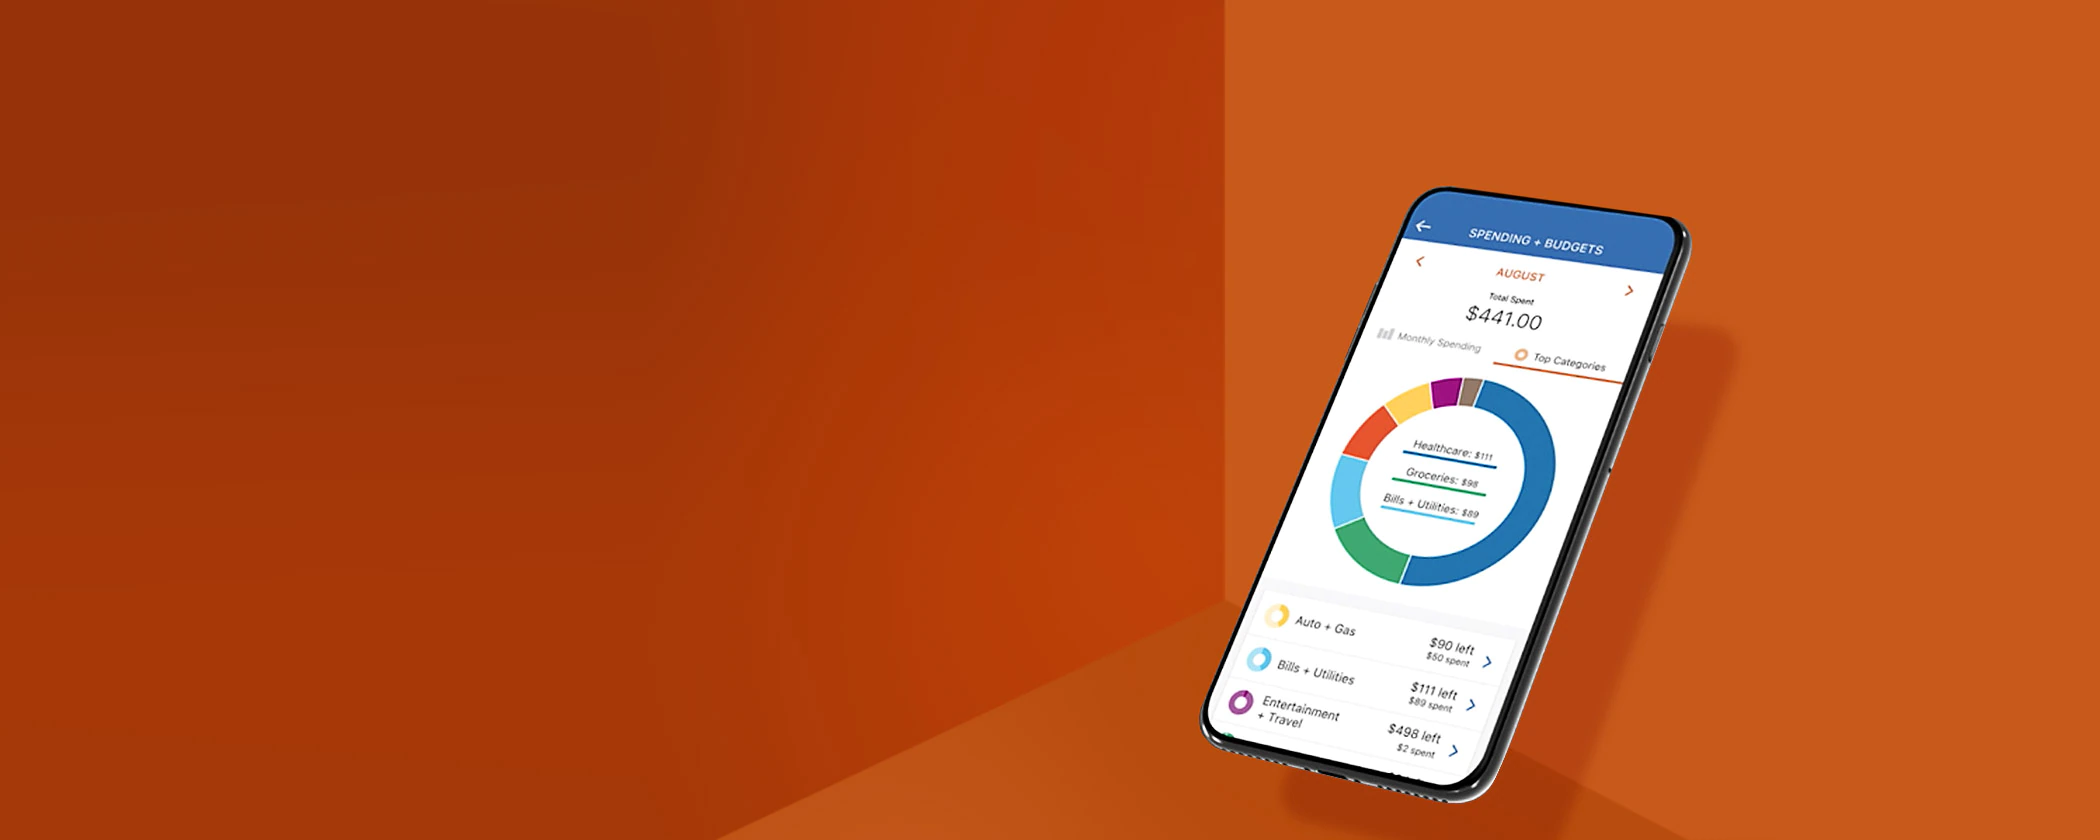 SPENDING + BUDGETS
AUGUST
Total Spent
$441.00
Monthly Spending
Top Categories
Healthcare: $111
Groceries: $98
Bills + Utilities: $89
Auto + Gas
$90 left
$50 spent
Bills + Utilities
$111 left
$89 spent
Entertainment
+ Travel
$498 left
$2 spent